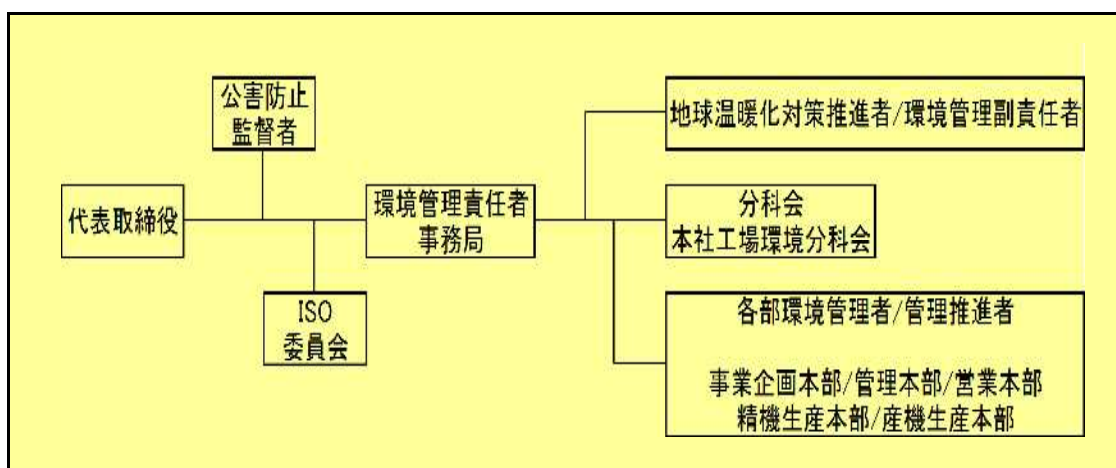 公害防止
監督者
代表取締役
ISO
委員会
環境管理責任者
事務局
地球温暖化対策推進者/環境管理副責任者
分科会
本社工場環境分科会
各部環境管理者/管理推進者
事業企画本部/管理本部/営業本部
精機生産本部/産機生産本部